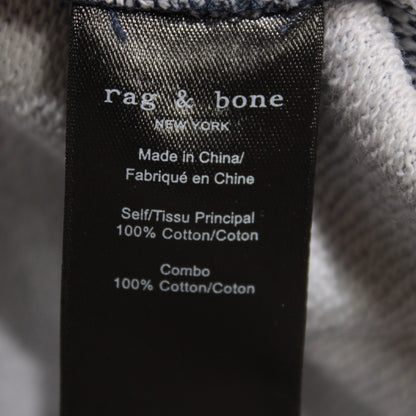 rag & bone
NEW YORK
Made in China/
Fabriqué en Chine
Self/Tissu Principal
100% Cotton/Coton
Combo
100% Cotton/Coton